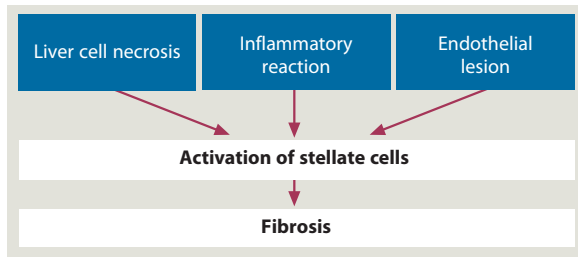 Liver cell necrosis
Inflammatory
reaction
Endothelial
lesion
Activation of stellate cells
Fibrosis